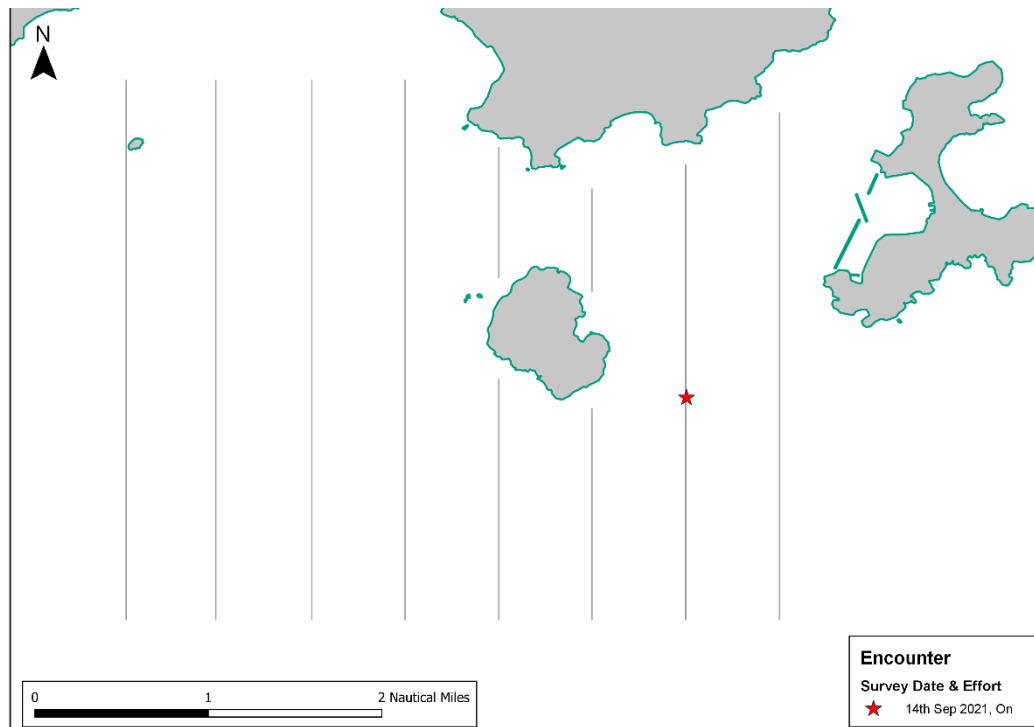 N
0 1 2 Nautical Miles
Encounter
Survey Date & Effort
14th Sep 2021, On